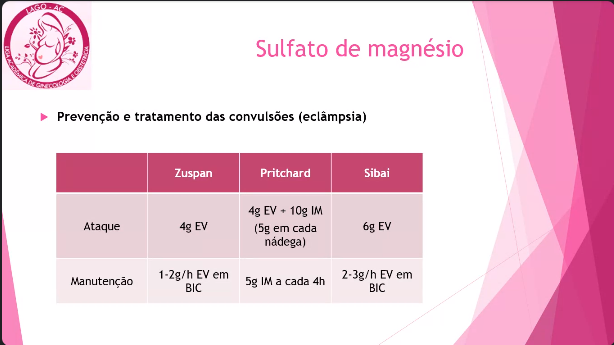 LAGO - AC
LIGA ACADÊMICA DE GINECOLOGIA E OBSTETRÍCIA
Sulfato de magnésio
Prevenção e tratamento das convulsões (eclâmpsia)
Zuspan Pritchard Sibai
Ataque 4g EV 4g EV + 10g IM (5g em cada nádega) 6g EV
Manutenção 1-2g/h EV em BIC 5g IM a cada 4h 2-3g/h EV em BIC